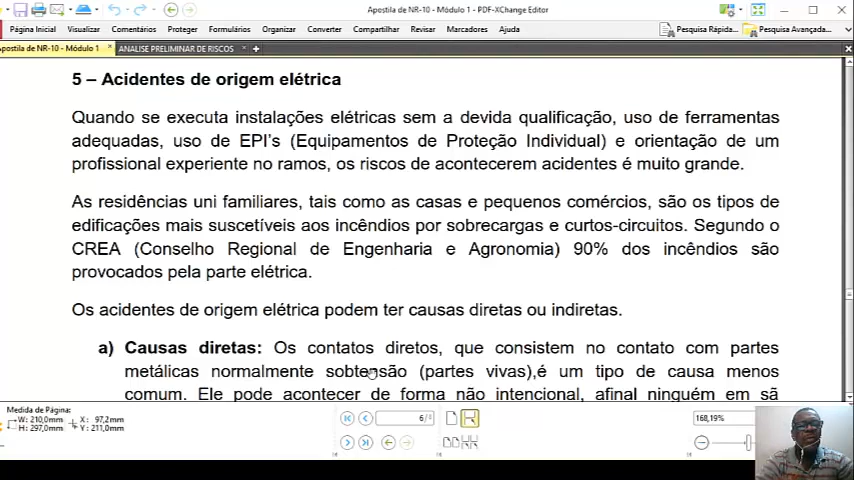 Apostila de NR-10 - Módulo 1 - PDF-XChange Editor
Página Inicial Visualizar Comentários Proteger Formulários Organizar Converter Compartilhar Revisar Marcadores Ajuda Pesquisa Rápida... Pesquisa Avançada...
Apostila de NR-10 - Módulo 1 × ANALISE PRELIMINAR DE RISCOS ×
5 – Acidentes de origem elétrica
Quando se executa instalações elétricas sem a devida qualificação, uso de ferramentas
adequadas, uso de EPI's (Equipamentos de Proteção Individual) e orientação de um
profissional experiente no ramos, os riscos de acontecerem acidentes é muito grande.
As residências uni familiares, tais como as casas e pequenos comércios, são os tipos de
edificações mais suscetíveis aos incêndios por sobrecargas e curtos-circuitos. Segundo o
CREA (Conselho Regional de Engenharia e Agronomia) 90% dos incêndios são
provocados pela parte elétrica.
Os acidentes de origem elétrica podem ter causas diretas ou indiretas.
a) Causas diretas: Os contatos diretos, que consistem no contato com partes
metálicas normalmente sobtensão (partes vivas),é um tipo de causa menos
comum. Ele pode acontecer de forma não intencional, afinal ninguém em sã
Medida de Página:
W: 210,0mm X: 97,2mm
H: 297,0mm Y: 211,0mm
168,19%